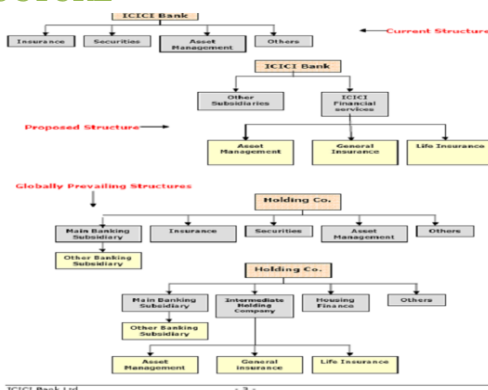 ICICI Bank
Insurance
Securities
Asset
Management
Others
Current Structure
ICICI Bank
Other
Subsidiaries
ICICI
Financial
services
Proposed Structure
Asset
Management
General
Insurance
Life Insurance
Globally Prevailing Structures
Holding Co.
Main Banking
Subsidiary
Insurance
Securities
Asset
Management
Others
Other Banking
Subsidiary
Holding Co.
Main Banking
Subsidiary
Intermediate
Holding
Company
Housing
Finance
Others
Other Banking
Subsidiary
Asset
Management
General
insurance
Life Insurance
ICICI Bank Ltd